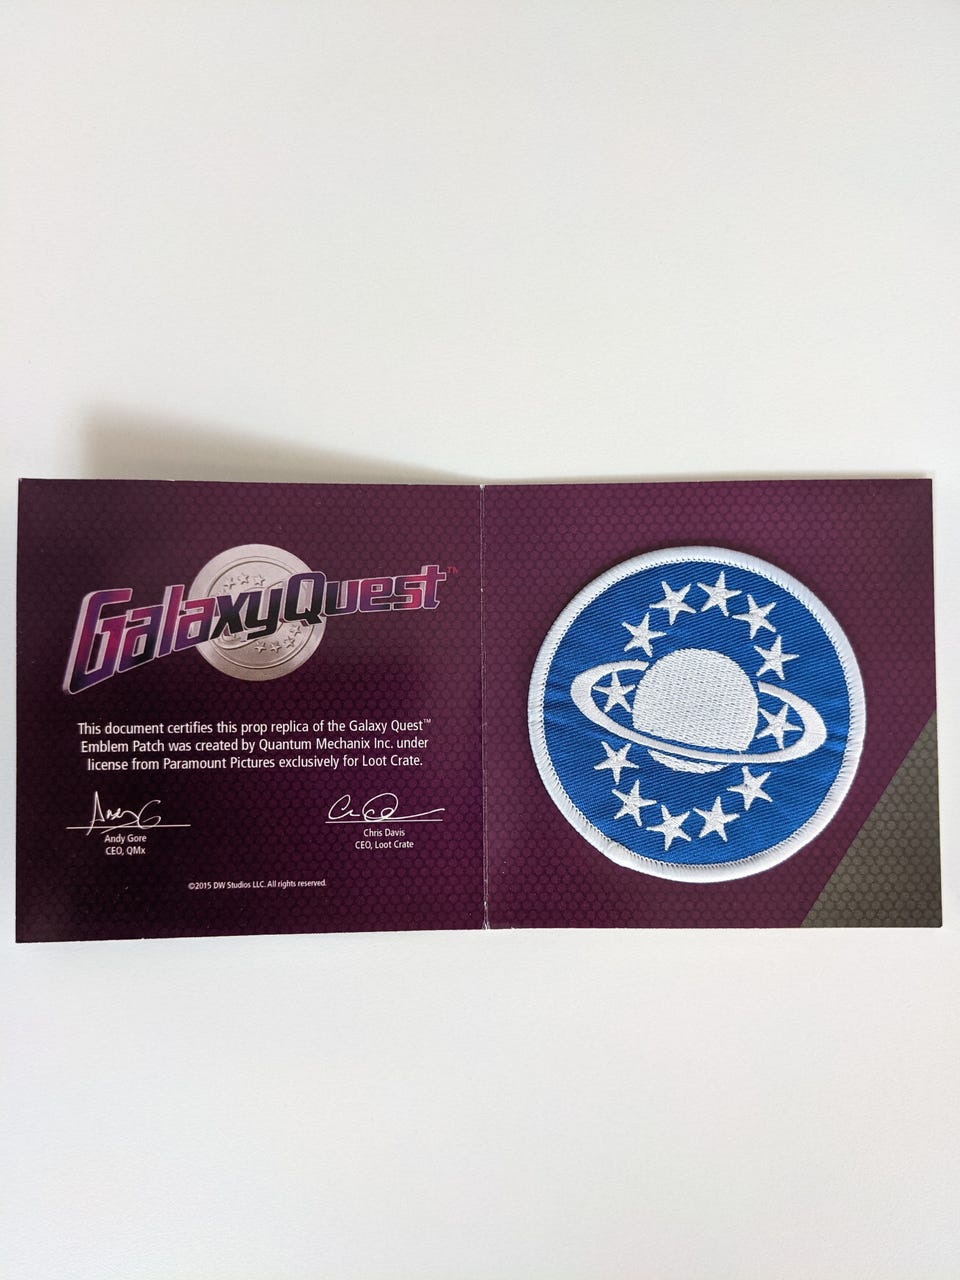 Galaxy Quest™
This document certifies this prop replica of the Galaxy Quest™
Emblem Patch was created by Quantum Mechanix Inc. under
license from Paramount Pictures exclusively for Loot Crate.
Andy Gore
CEO, QMx
Chris Davis
CEO, Loot Crate
©2015 DW Studios LLC. All rights reserved.